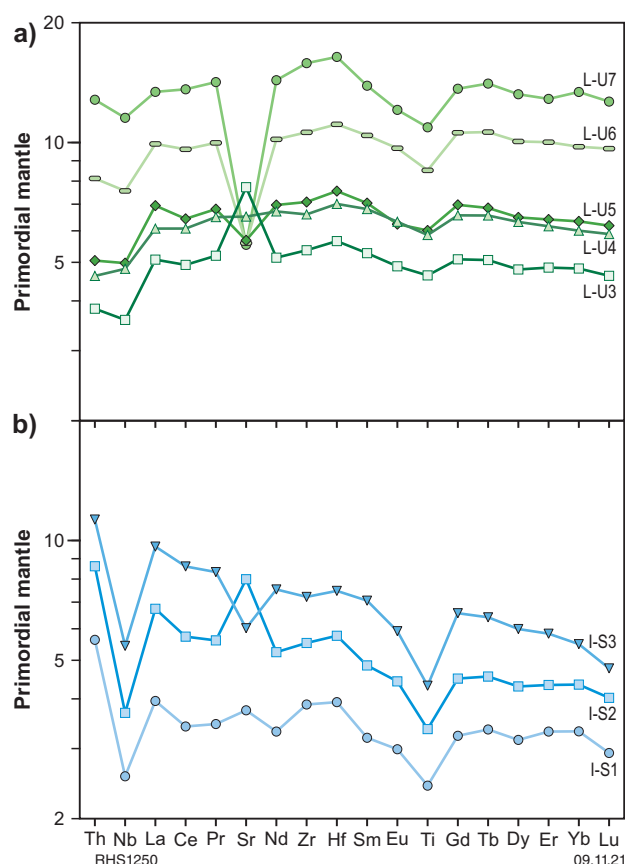 a)
20
10
5
Primordial mantle
L-U7
L-U6
L-U5
L-U4
L-U3
b)
10
5
2
Primordial mantle
I-S3
I-S2
I-S1
Th Nb La Ce Pr Sr Nd Zr Hf Sm Eu Ti Gd Tb Dy Er Yb Lu
RHS1250 09.11.21